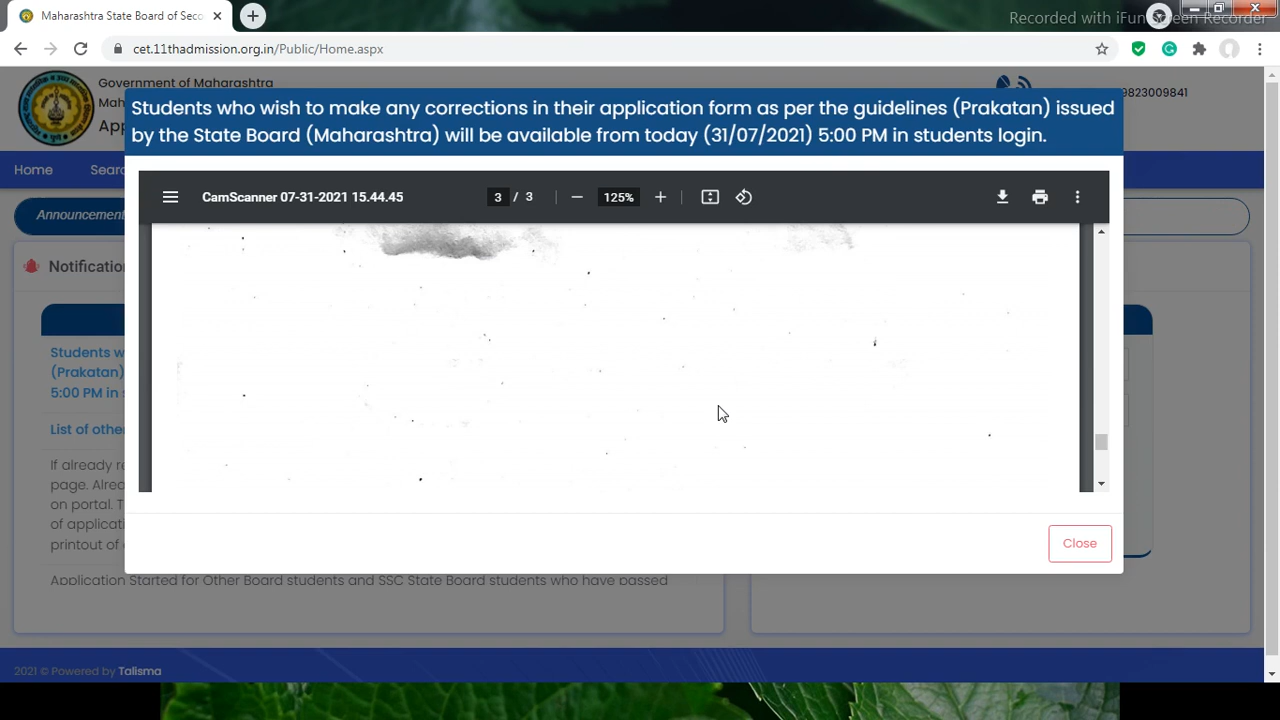 Maharashtra State Board of Seco
Recorded with iFun Screen Recorder
cet.11thadmission.org.in/Public/Home.aspx
Government of Maharashtra
Mah
9823009841
App
Students who wish to make any corrections in their application form as per the guidelines (Prakatan) issued
by the State Board (Maharashtra) will be available from today (31/07/2021) 5:00 PM in students login.
Home Sear
CamScanner 07-31-2021 15.44.45 3 / 3 125%
Announcement
Notification
Students w
(Prakatan)
5:00 PM in s
List of othe
If already re
page. Alrea
on portal. T
of applicati
printout of
Application Started for Other Board students and SSC State Board students who have passed
Close
2021 © Powered by Talisma